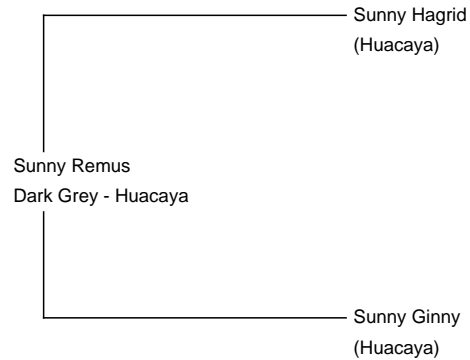 Sunny Hagrid
(Huacaya)
Sunny Remus
Dark Grey - Huacaya
Sunny Ginny
(Huacaya)